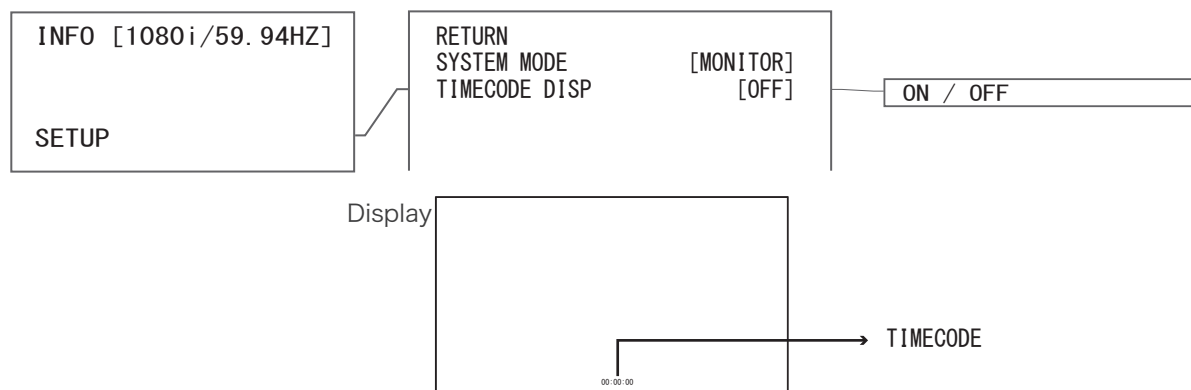 INFO [1080i/59.94HZ]
SETUP
RETURN
SYSTEM MODE [MONITOR]
TIMECODE DISP [OFF]
ON / OFF
Display
TIMECODE
00:00:00